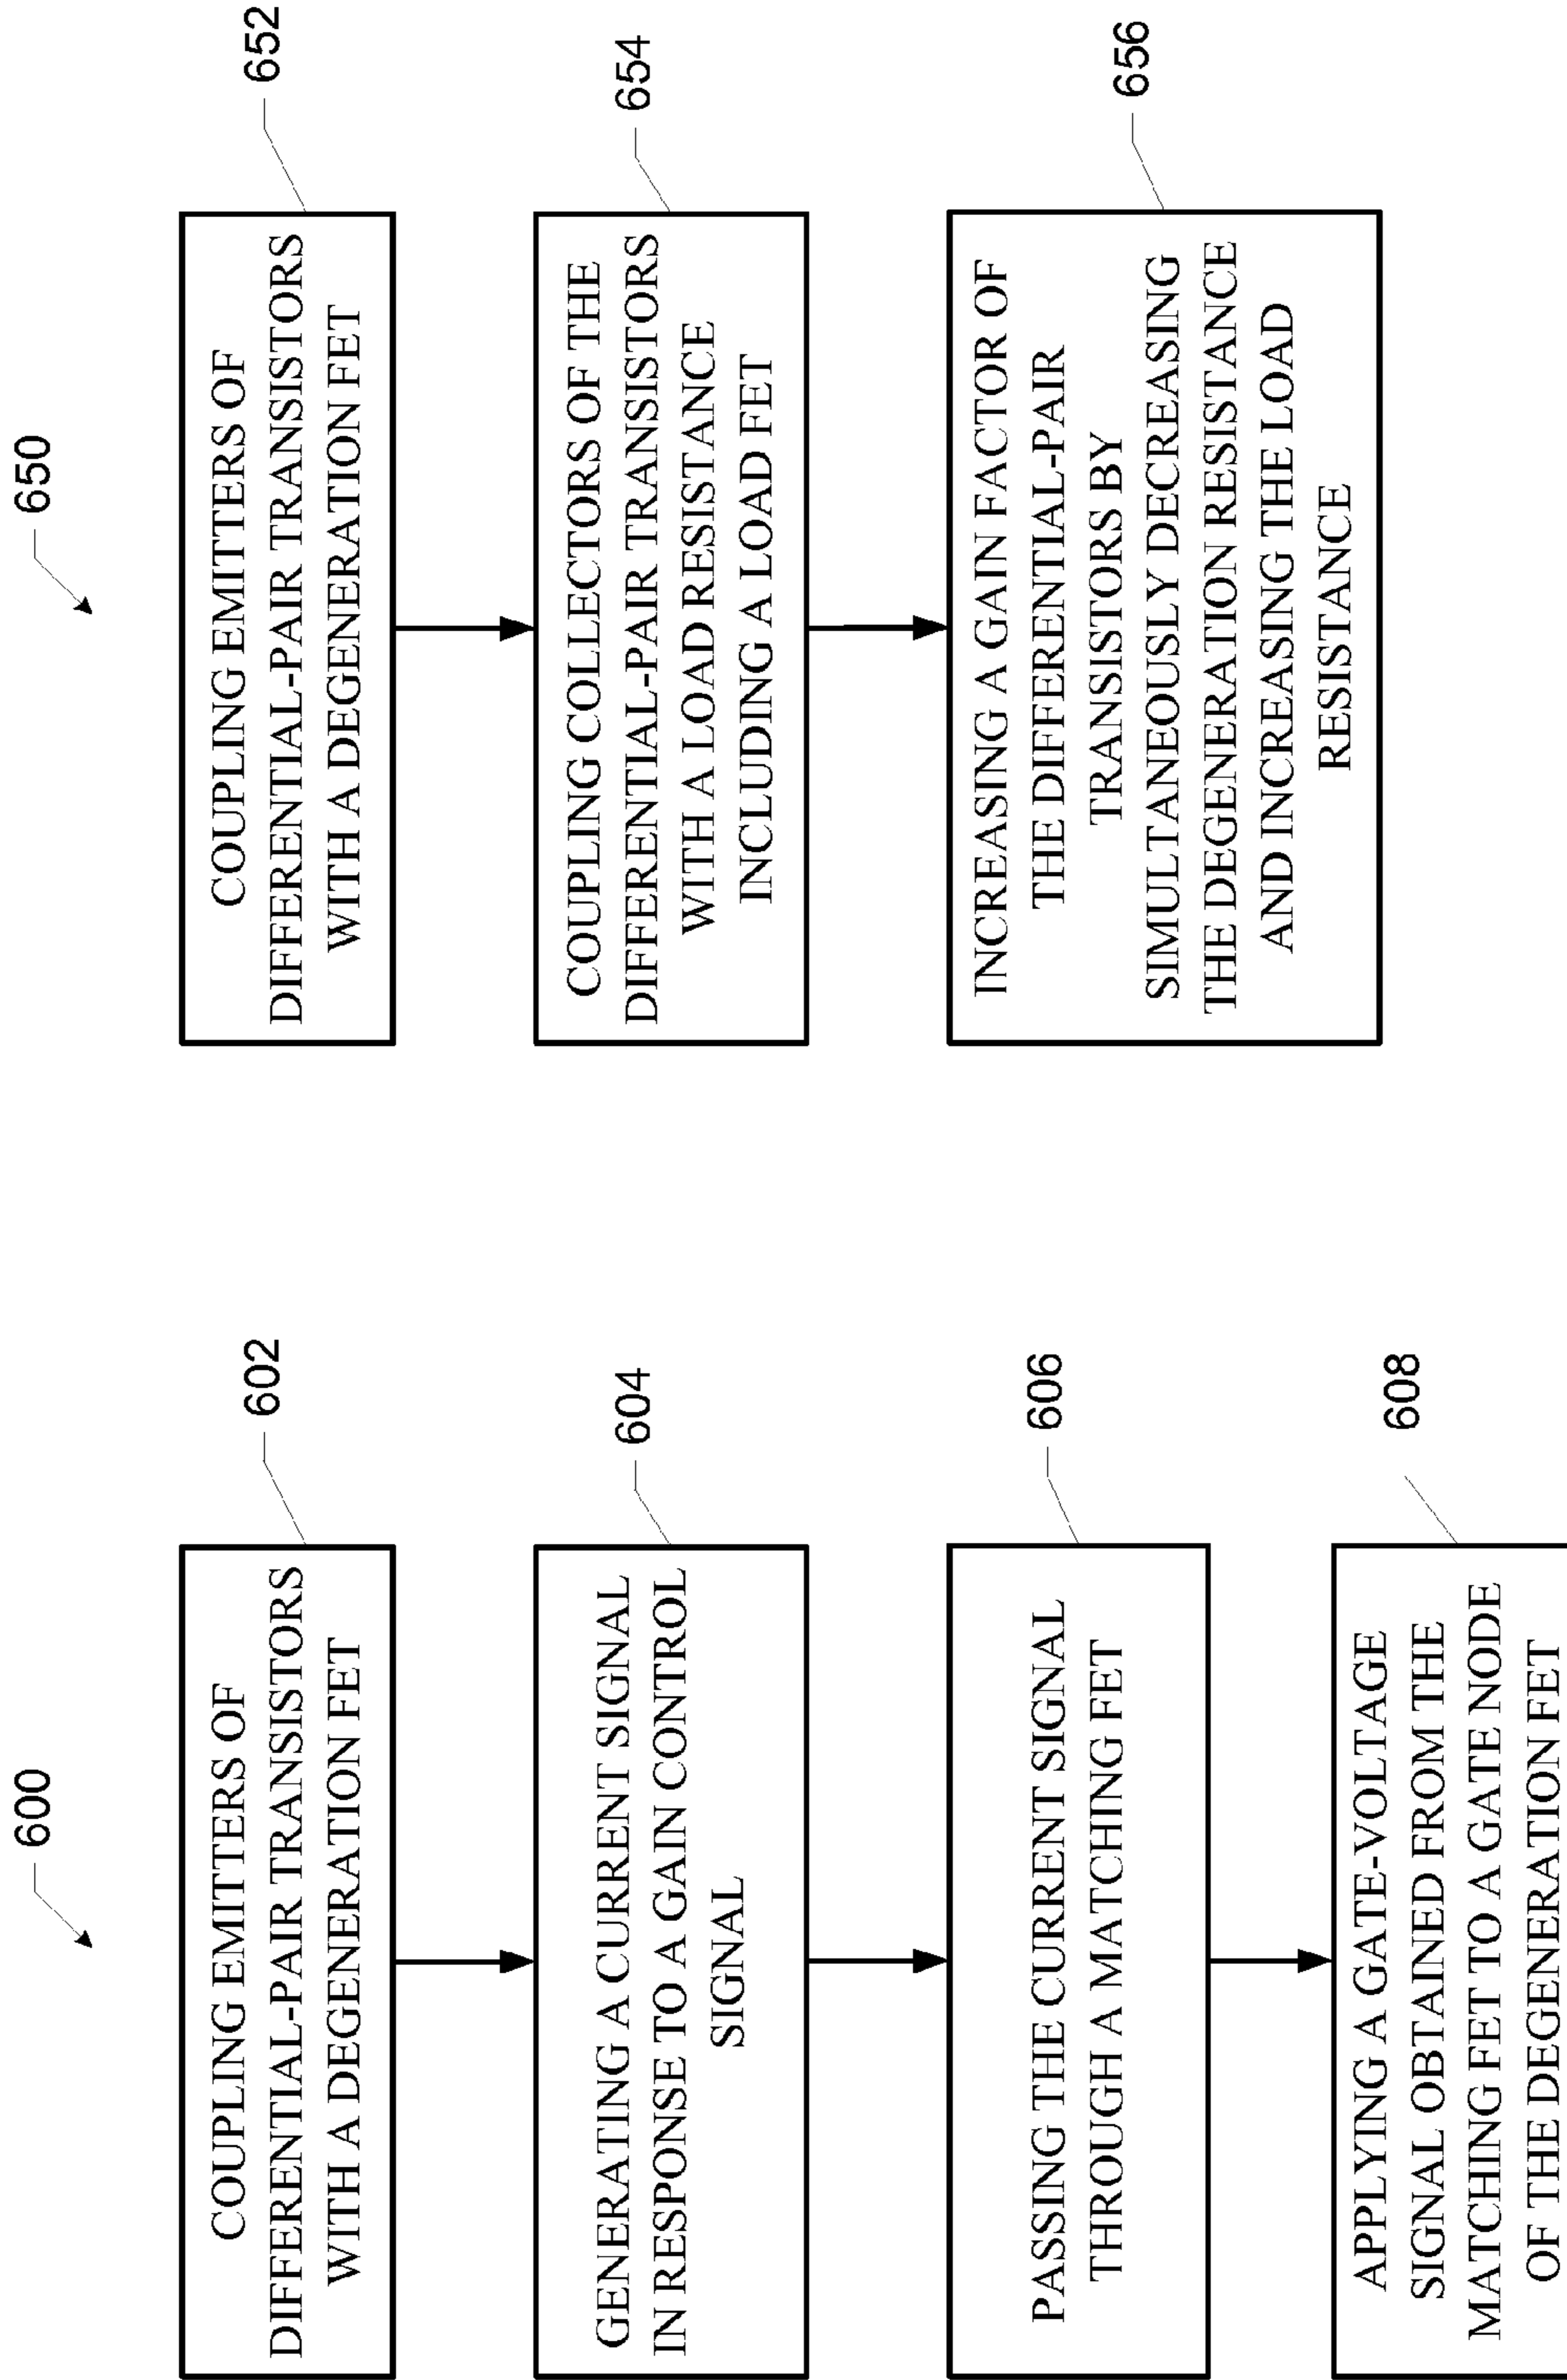 600
COUPLING EMITTERS OF
DIFFERENTIAL-PAIR TRANSISTORS
WITH A DEGENERATION FET
602
GENERATING A CURRENT SIGNAL
IN RESPONSE TO A GAIN CONTROL
SIGNAL
604
PASSING THE CURRENT SIGNAL
THROUGH A MATCHING FET
606
APPLYING A GATE-VOLTAGE
SIGNAL OBTAINED FROM THE
MATCHING FET TO A GATE NODE
OF THE DEGENERATION FET
608
650
COUPLING EMITTERS OF
DIFFERENTIAL-PAIR TRANSISTORS
WITH A DEGENERATION FET
652
COUPLING COLLECTORS OF THE
DIFFERENTIAL-PAIR TRANSISTORS
WITH A LOAD RESISTANCE
INCLUDING A LOAD FET
654
INCREASING A GAIN FACTOR OF
THE DIFFERENTIAL-PAIR
TRANSISTORS BY
SIMULTANEOUSLY DECREASING
THE DEGENERATION RESISTANCE
AND INCREASING THE LOAD
RESISTANCE
656